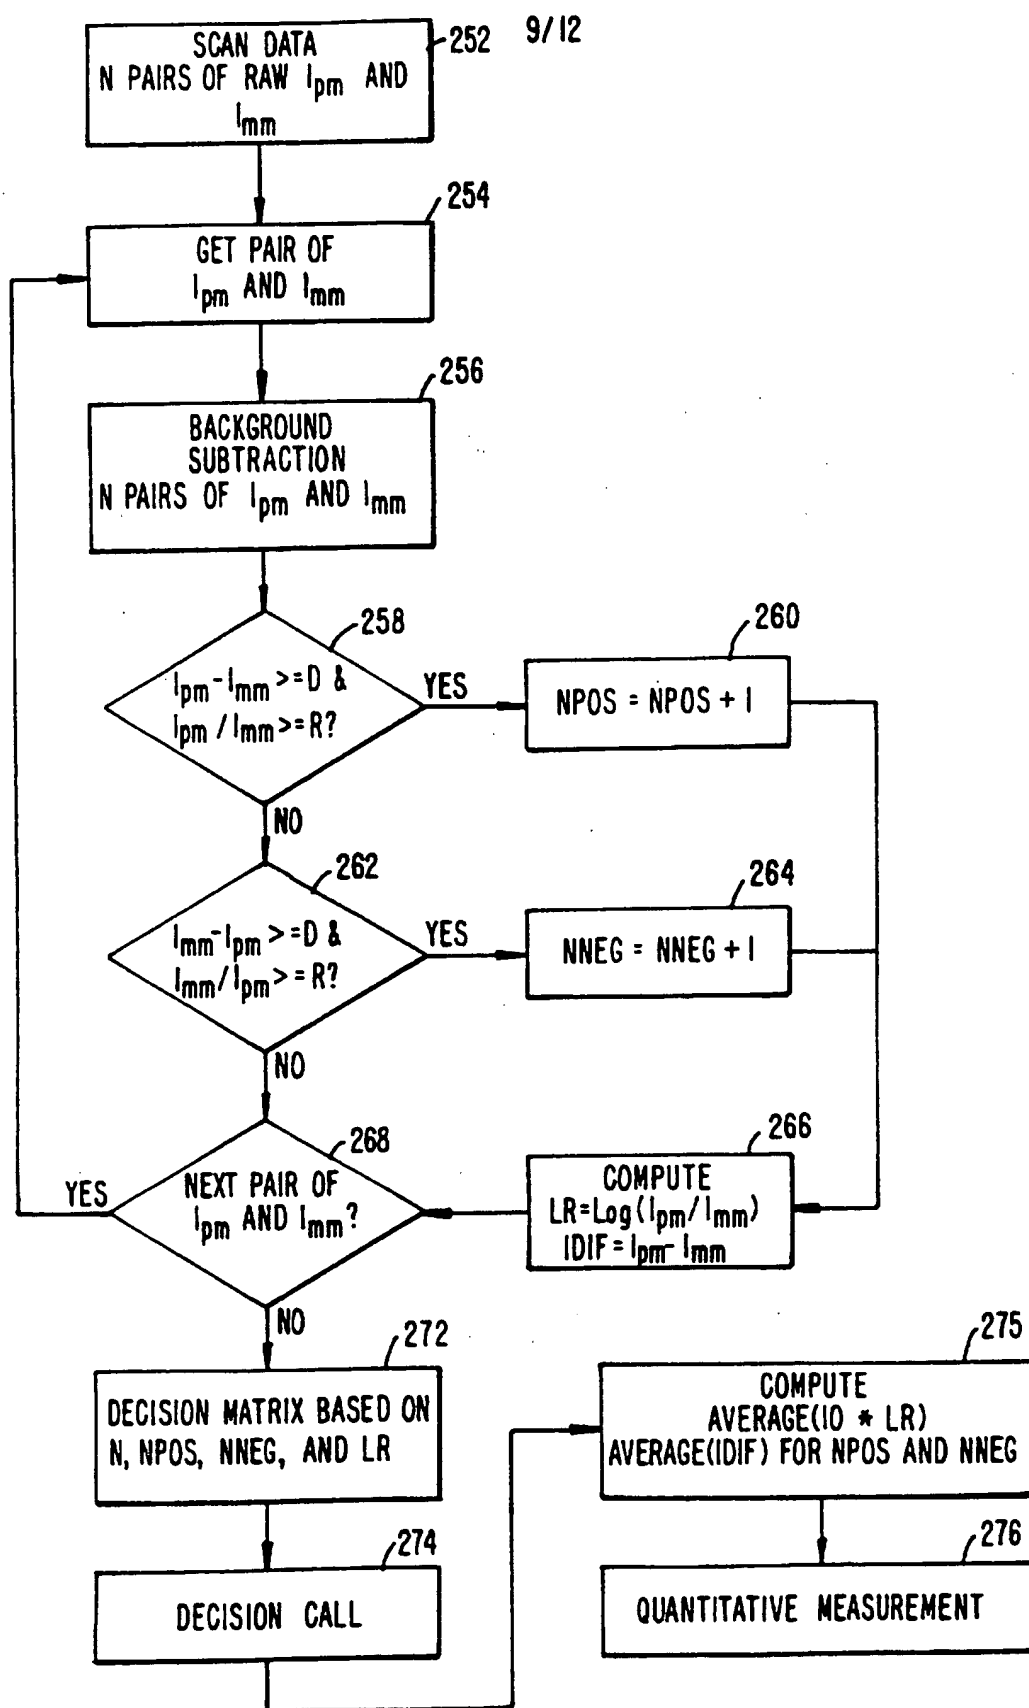 9/12
252
SCAN DATA
N PAIRS OF RAW Ipm AND
Imm
254
GET PAIR OF
Ipm AND Imm
256
BACKGROUND
SUBTRACTION
N PAIRS OF Ipm AND Imm
258
Ipm-Imm >=D &
Ipm / Imm >=R?
YES
260
NPOS = NPOS + 1
NO
262
Imm-Ipm >=D &
Imm/Ipm >=R?
YES
264
NNEG = NNEG + 1
NO
268
NEXT PAIR OF
Ipm AND Imm?
YES
266
COMPUTE
LR=Log(Ipm/Imm)
IDIF=Ipm-Imm
NO
272
DECISION MATRIX BASED ON
N, NPOS, NNEG, AND LR
274
DECISION CALL
275
COMPUTE
AVERAGE(10 * LR)
AVERAGE(IDIF) FOR NPOS AND NNEG
276
QUANTITATIVE MEASUREMENT